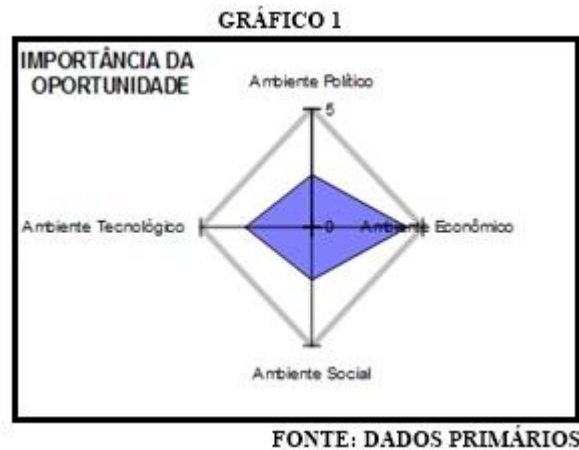 GRÁFICO 1
IMPORTÂNCIA DA
OPORTUNIDADE
Ambiente Político
5
Ambiente Tecnológico
0
Ambiente Econômico
Ambiente Social
FONTE: DADOS PRIMÁRIOS